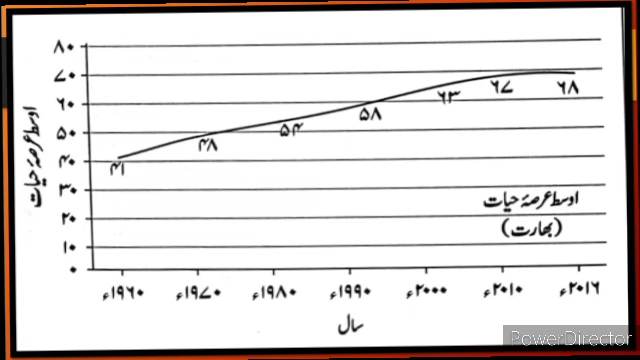 اوسط عرصۂ حیات
۸۰
۷۰
۶۰
۵۰
۴۰
۳۰
۲۰
۱۰
۰
۴۱
۴۸
۵۴
۵۸
۶۳
۶۷
۶۸
اوسط عرصۂ حیات
(بھارت)
۱۹۶۰ء
۱۹۷۰ء
۱۹۸۰ء
۱۹۹۰ء
۲۰۰۰ء
۲۰۱۰ء
۲۰۱۶ء
سال
PowerDirector